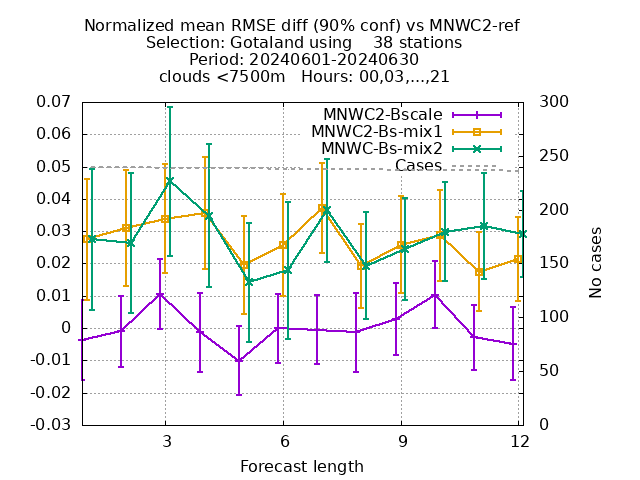 Normalized mean RMSE diff (90% conf) vs MNWC2-ref
Selection: Gotaland using    38 stations
Period: 20240601-20240630
clouds <7500m   Hours: 00,03,...,21
MNWC2-Bscale
MNWC2-Bs-mix1
MNWC-Bs-mix2
Cases
0.07
0.06
0.05
0.04
0.03
0.02
0.01
0
-0.01
-0.02
-0.03
300
250
200
150
100
50
0
No cases
3
6
9
12
Forecast length